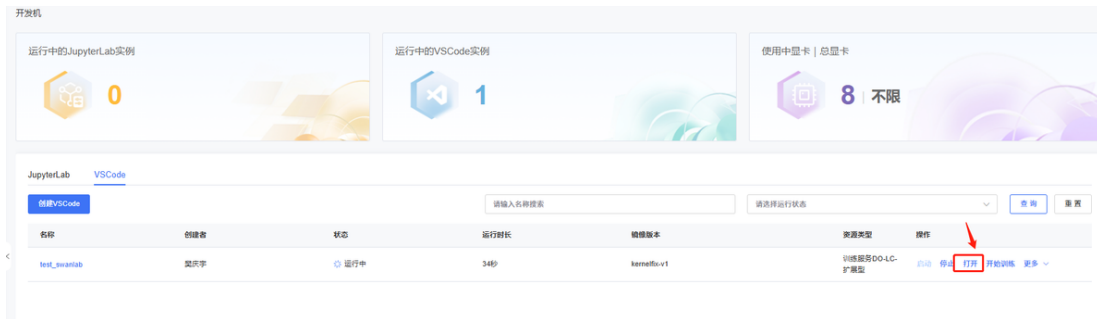 开发机
运行中的JupyterLab实例
0
运行中的VSCode实例
1
使用中显卡 | 总显卡
8 不限
JupyterLab VSCode
创建VSCode 请输入名称搜索 请选择运行状态 查询 重置
名称 创建者 状态 运行时长 镜像版本 资源类型 操作
test_swanlab 樊庆宇 运行中 34秒 kernelfix-v1 训练服务DO-LC-扩展型 启动 停止 打开 开始训练 更多